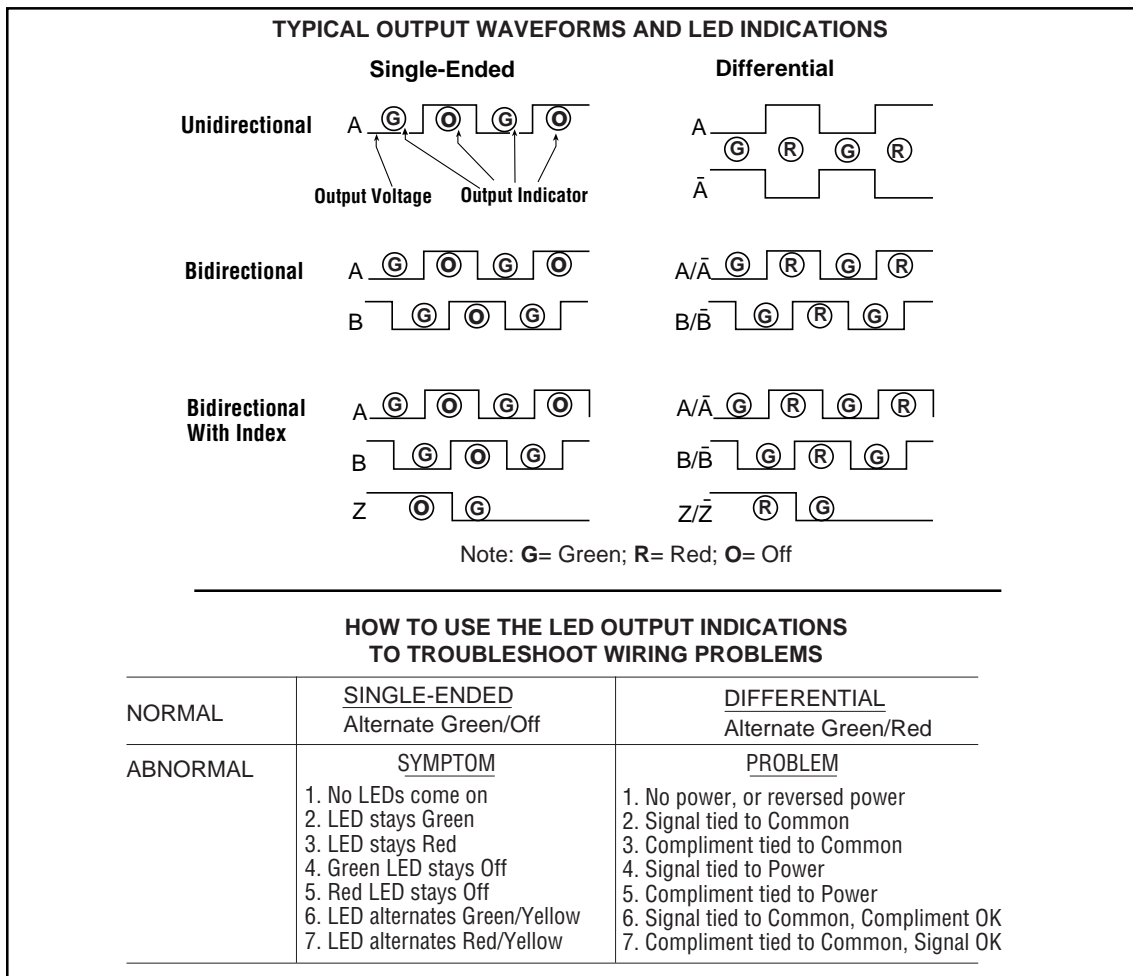 TYPICAL OUTPUT WAVEFORMS AND LED INDICATIONS
Single-Ended
Differential
Unidirectional
A G O G O
Output Voltage
Output Indicator
A
G R G R
Ā
Bidirectional
A G O G O
B G O G
A/Ā G R G R
B/B̄ G R G
Bidirectional
With Index
A G O G O
B G O G
Z O G
A/Ā G R G R
B/B̄ G R G
Z/Z̄ R G
Note: G= Green; R= Red; O= Off
HOW TO USE THE LED OUTPUT INDICATIONS
TO TROUBLESHOOT WIRING PROBLEMS
NORMAL
SINGLE-ENDED
Alternate Green/Off
DIFFERENTIAL
Alternate Green/Red
ABNORMAL
SYMPTOM
1. No LEDs come on
2. LED stays Green
3. LED stays Red
4. Green LED stays Off
5. Red LED stays Off
6. LED alternates Green/Yellow
7. LED alternates Red/Yellow
PROBLEM
1. No power, or reversed power
2. Signal tied to Common
3. Compliment tied to Common
4. Signal tied to Power
5. Compliment tied to Power
6. Signal tied to Common, Compliment OK
7. Compliment tied to Common, Signal OK